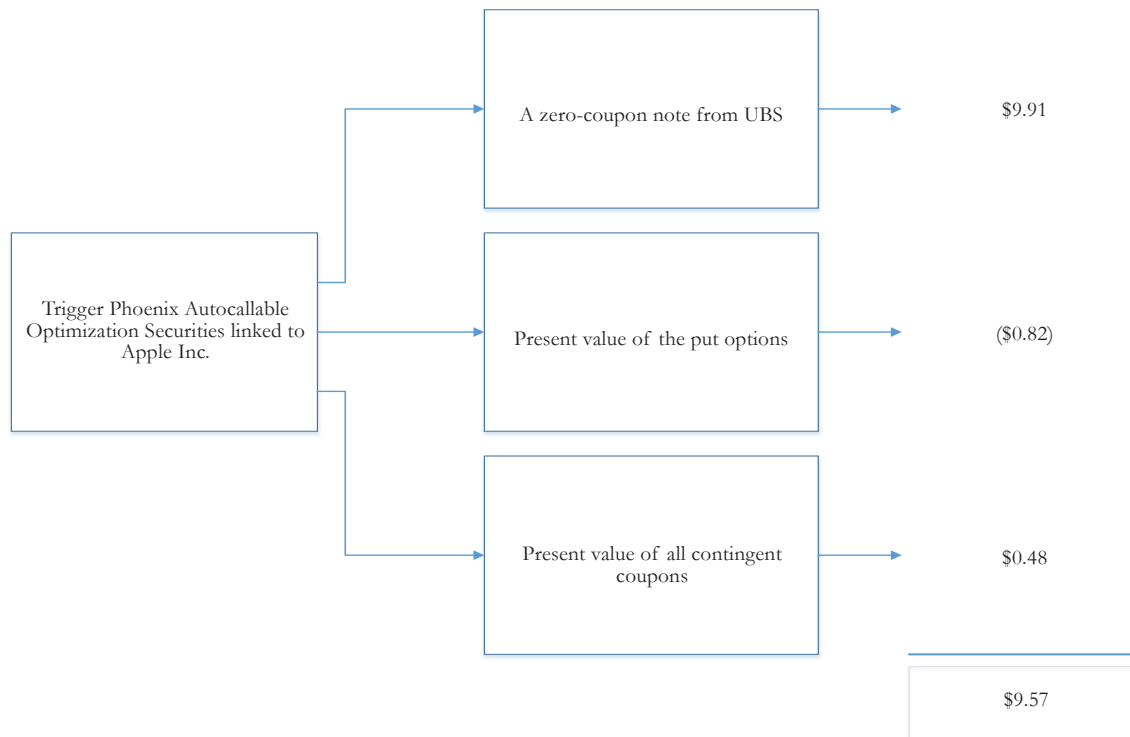 A zero-coupon note from UBS
$9.91
Trigger Phoenix Autocallable
Optimization Securities linked to
Apple Inc.
Present value of the put options
($0.82)
Present value of all contingent
coupons
$0.48
$9.57